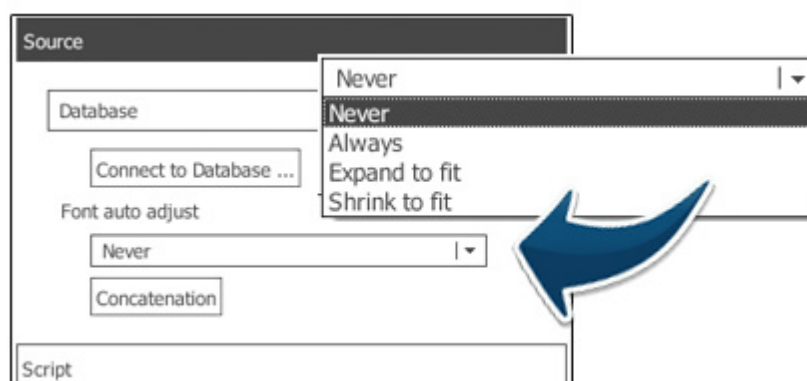 Source
Database
Connect to Database ...
Font auto adjust
Never
Concatenation
Script
Never
Never
Always
Expand to fit
Shrink to fit